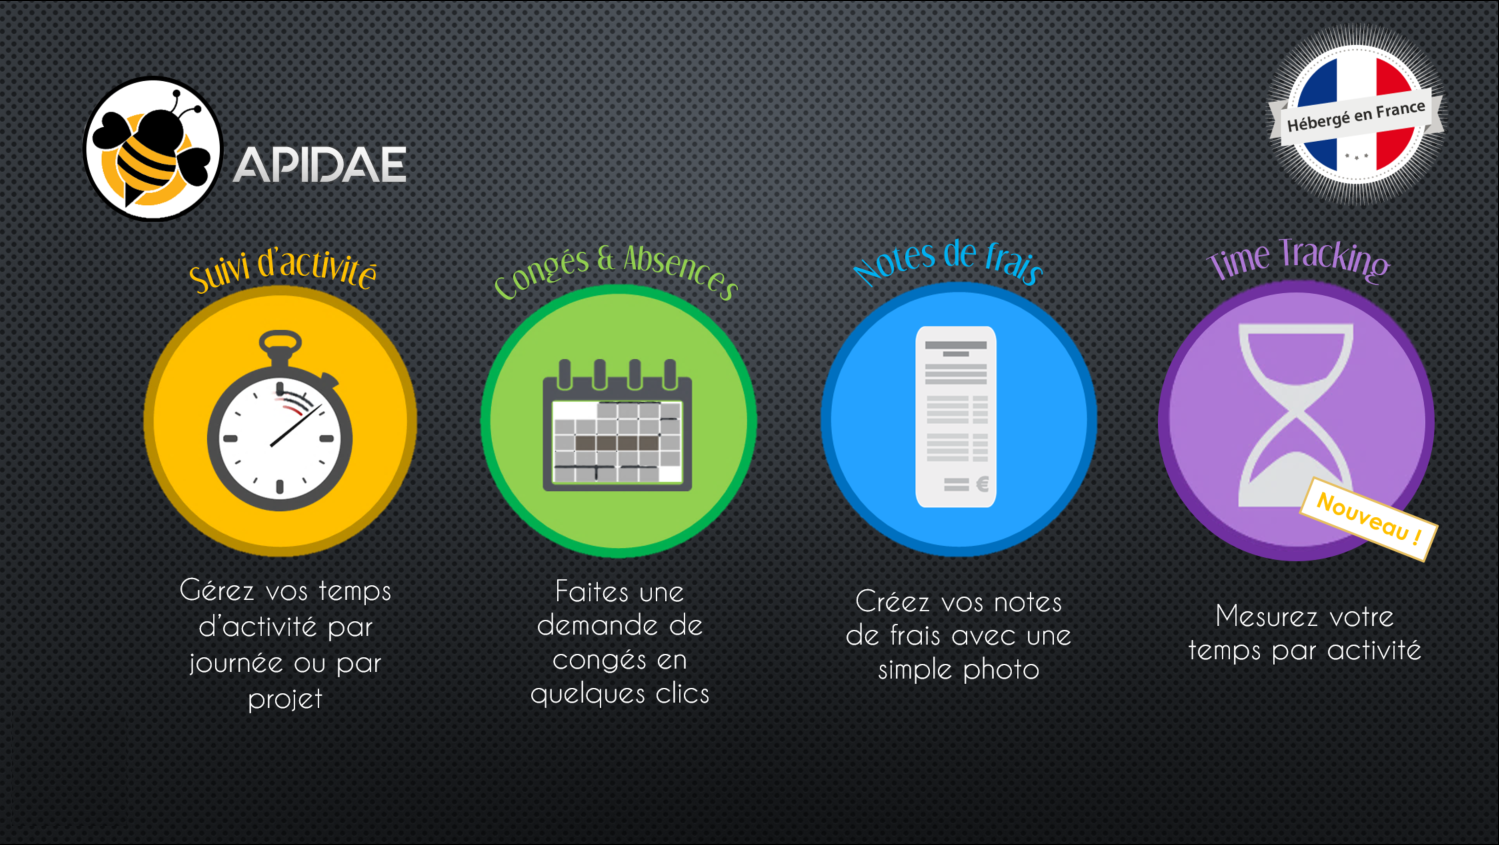 APIDAE
Hébergé en France
Suivi d'activité
Gérez vos temps
d'activité par
journée ou par
projet
Congés & Absences
Faites une
demande de
congés en
quelques clics
Notes de frais
€
Créez vos notes
de frais avec une
simple photo
Time Tracking
Nouveau !
Mesurez votre
temps par activité